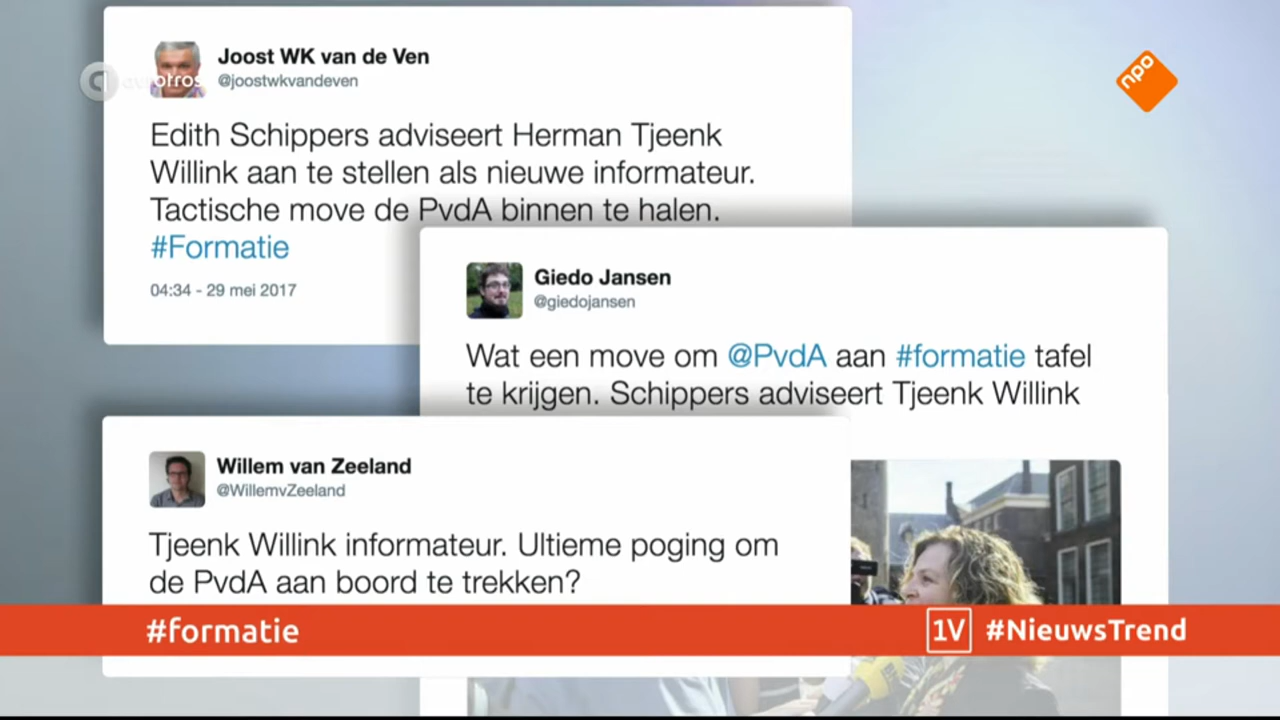 avrotros
npo
Joost WK van de Ven
@joostwkvandeven
Edith Schippers adviseert Herman Tjeenk
Willink aan te stellen als nieuwe informateur.
Tactische move de PvdA binnen te halen.
#Formatie
04:34 - 29 mei 2017
Giedo Jansen
@giedojansen
Wat een move om @PvdA aan #formatie tafel
te krijgen. Schippers adviseert Tjeenk Willink
Willem van Zeeland
@WillemvZeeland
Tjeenk Willink informateur. Ultieme poging om
de PvdA aan boord te trekken?
#formatie
1V #NieuwsTrend